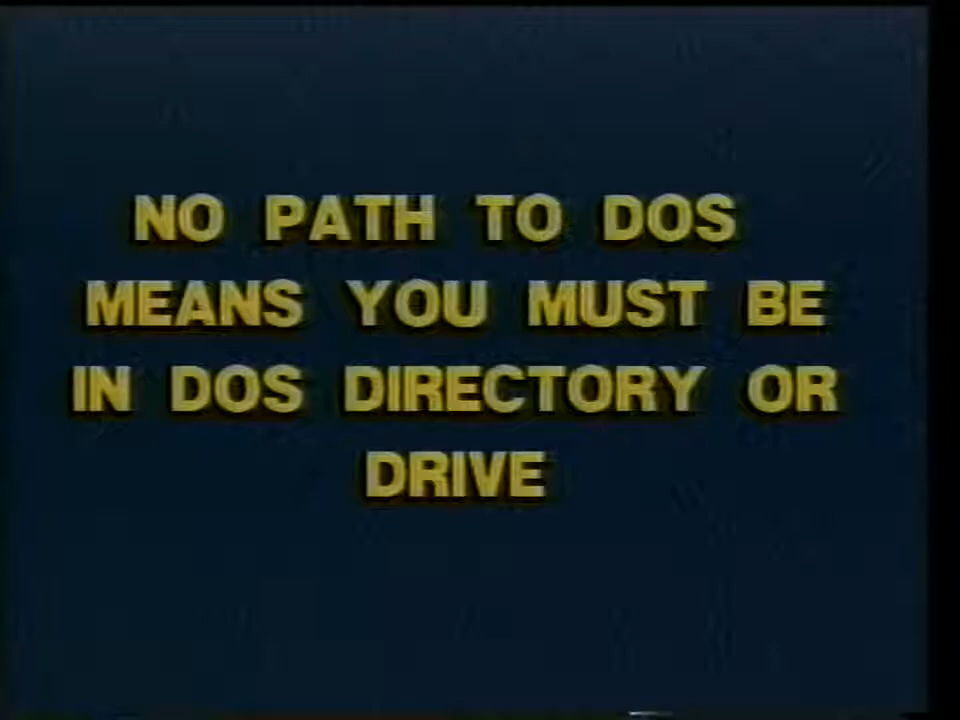 NO PATH TO DOS
MEANS YOU MUST BE
IN DOS DIRECTORY OR
DRIVE